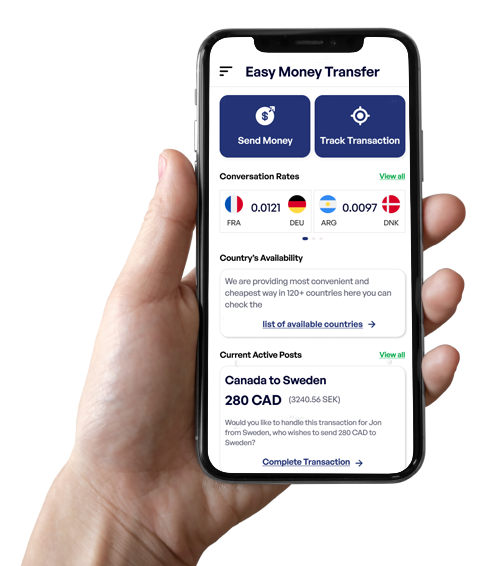 Easy Money Transfer
Send Money
Track Transaction
Conversation Rates
View all
0.0121
0.0097
FRA
DEU
ARG
DNK
Country's Availability
We are providing most convenient and
cheapest way in 120+ countries here you can
check the
list of available countries →
Current Active Posts
View all
Canada to Sweden
280 CAD (3240.56 SEK)
Would you like to handle this transaction for Jon
from Sweden, who wishes to send 280 CAD to
Sweden?
Complete Transaction →